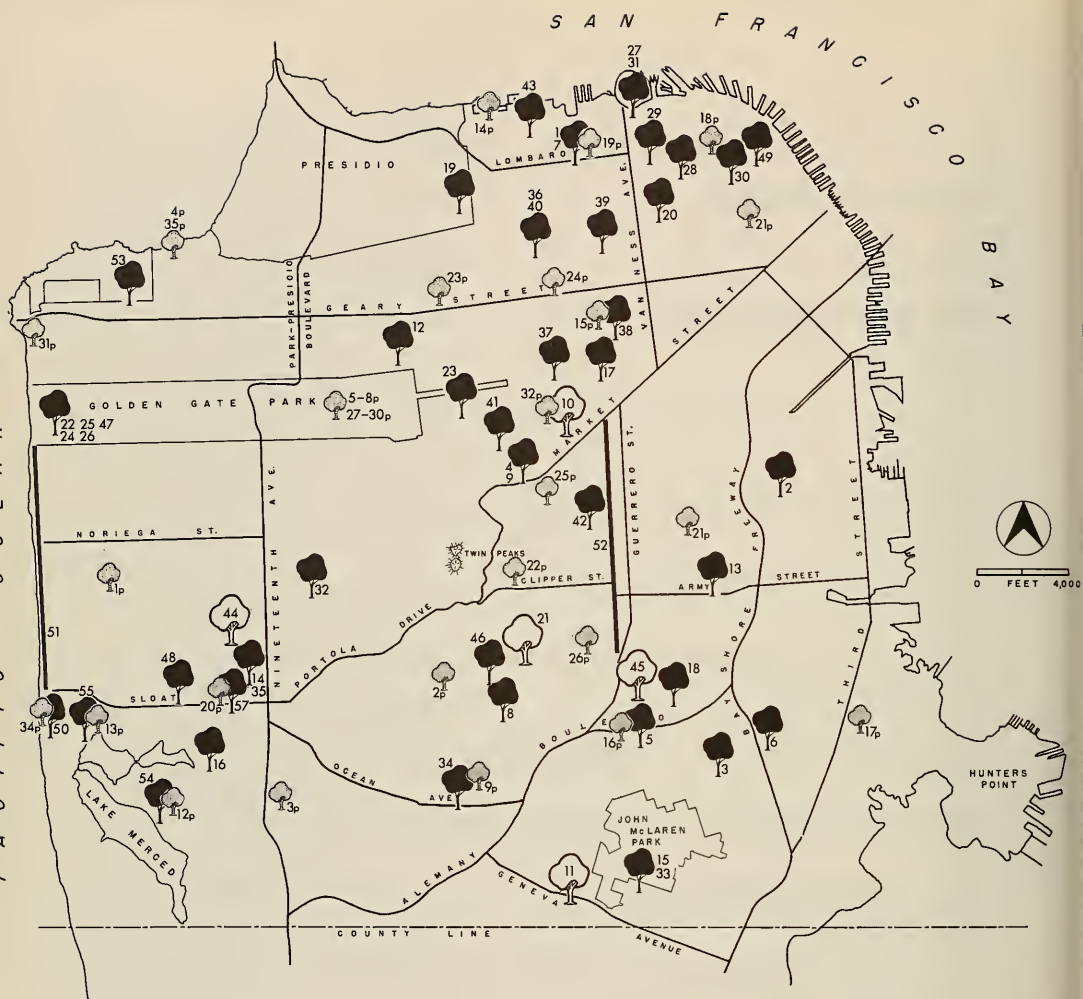 SAN FRANCISCO
BAY
27
31
43
14p
1
7
19p
29
18p
49
28
30
LOMBARD
PRESIDIO
19
36
40
39
20
21p
VAN NESS AVE.
4p
35p
53
23p
24p
GEARY STREET
PARK-PRESIDIO
BOULEVARD
15p
38
MARKET STREET
31p
12
37
17
23
GOLDEN GATE PARK
5-8p
27-30p
32p
10
22 25 47
24 26
41
4
9
GUERRERO ST.
25p
42
2
FREEWAY
STREET
21p
NORIEGA ST.
NINETEENTH AVE.
TWIN PEAKS
52
1p
32
22p
CLIPPER ST.
13
ARMY STREET
FEET 4,000
51
44
PORTOLA DRIVE
21
26p
46
45
18
48
14
35
2p
8
SLOAT
20p
57
55
34p
50
13p
BOULEVARD
16p
5
6
BAY SHORE
THIRD
17p
16
3
HUNTERS
POINT
OCEAN AVE.
34
9p
54
12p
3p
LAKE MERCED
JOHN
McLAREN
PARK
15
33
ALEMANY
11
GENEVA
AVENUE
COUNTY LINE